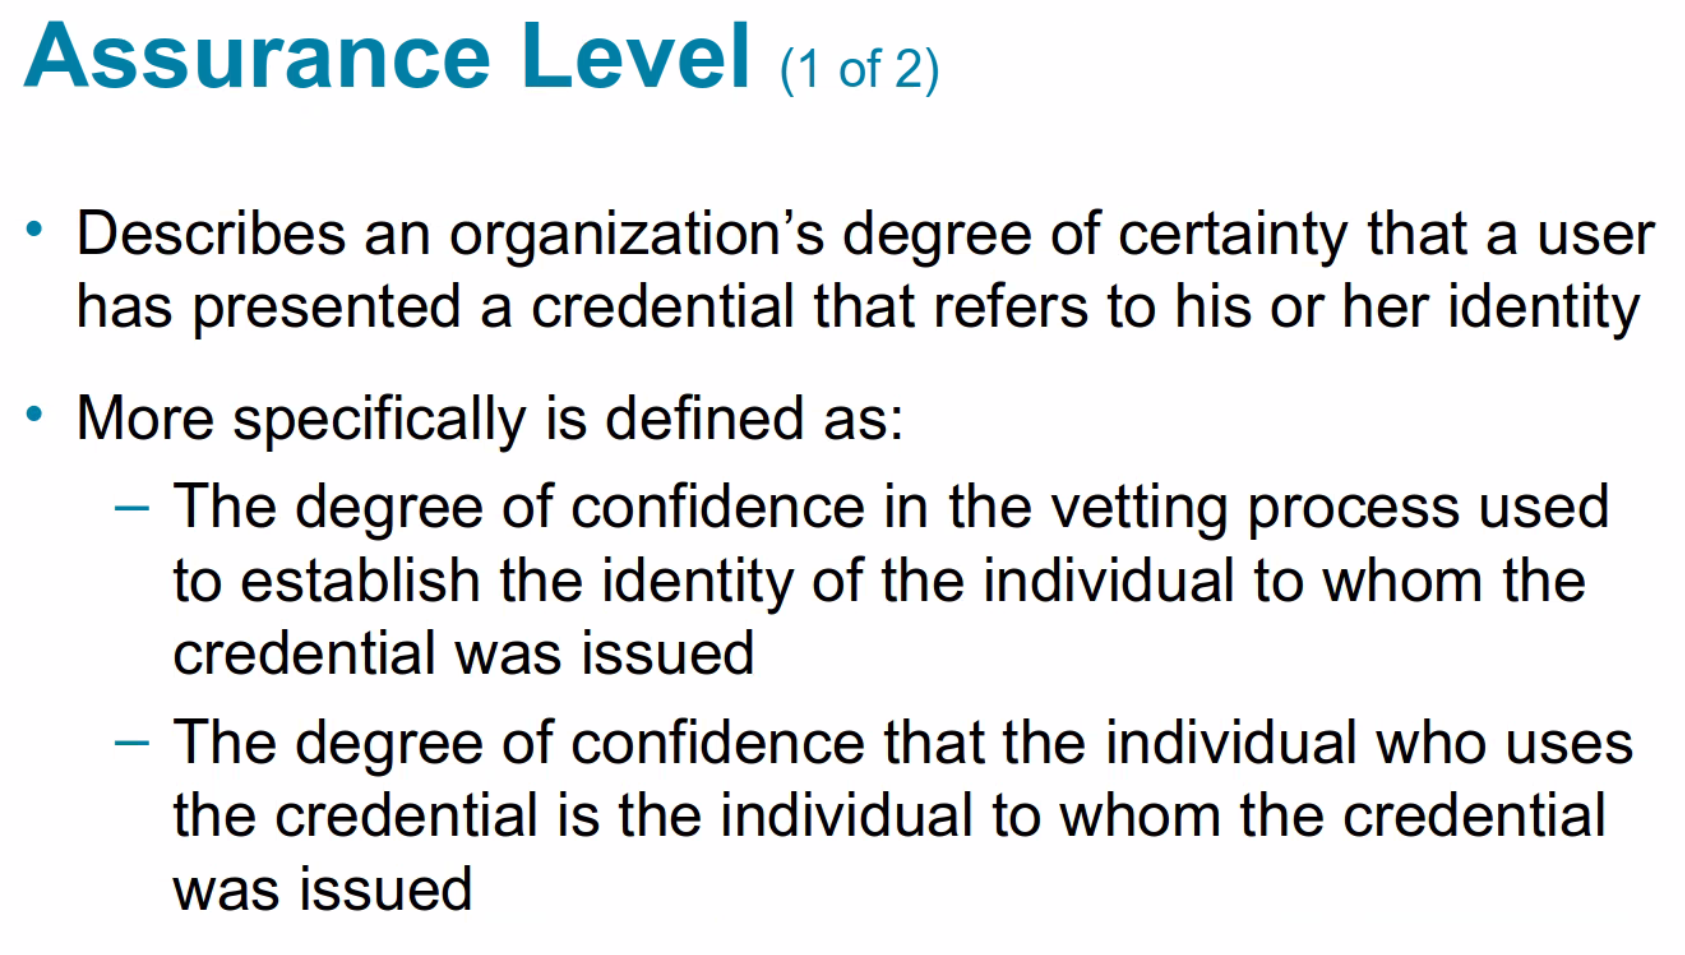 Assurance Level (1 of 2)
• Describes an organization’s degree of certainty that a user
has presented a credential that refers to his or her identity
• More specifically is defined as:
– The degree of confidence in the vetting process used
to establish the identity of the individual to whom the
credential was issued
– The degree of confidence that the individual who uses
the credential is the individual to whom the credential
was issued